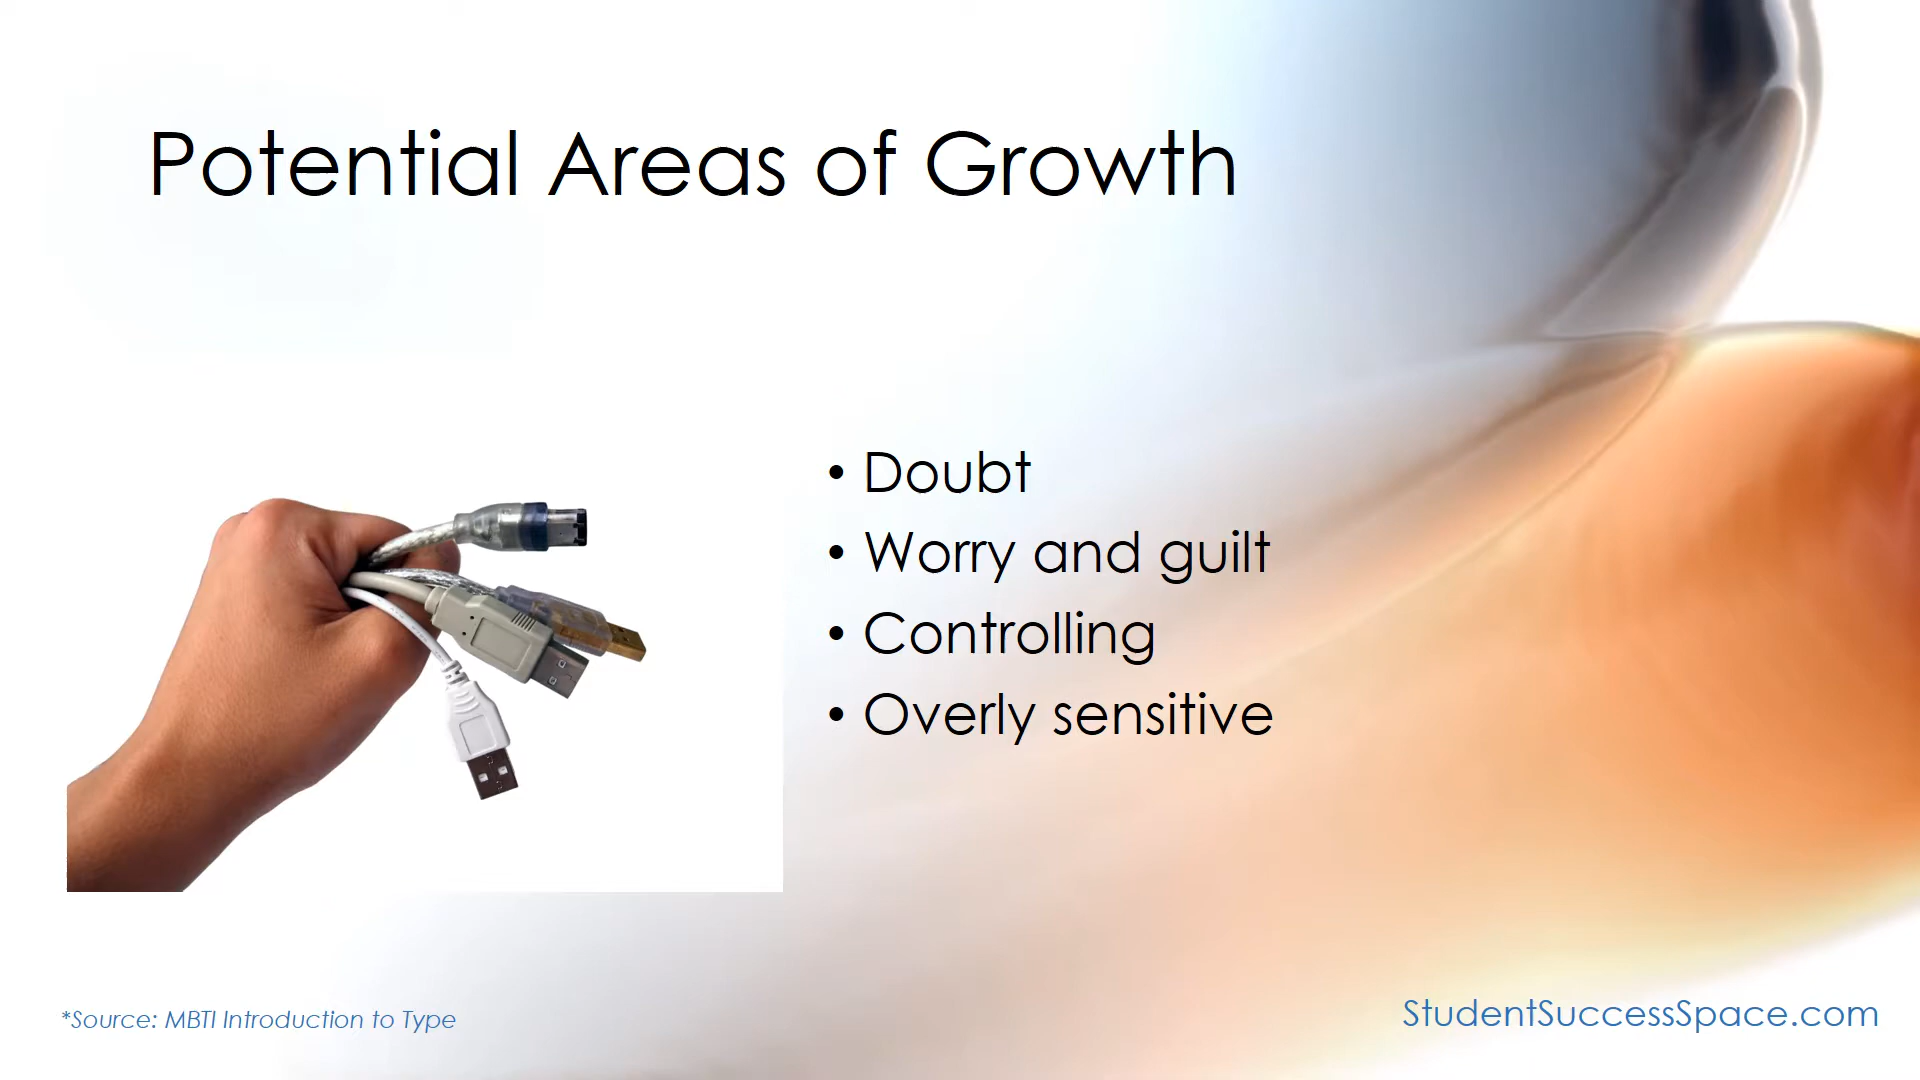 Potential Areas of Growth
• Doubt
• Worry and guilt
• Controlling
• Overly sensitive
*Source: MBTI Introduction to Type
StudentSuccessSpace.com